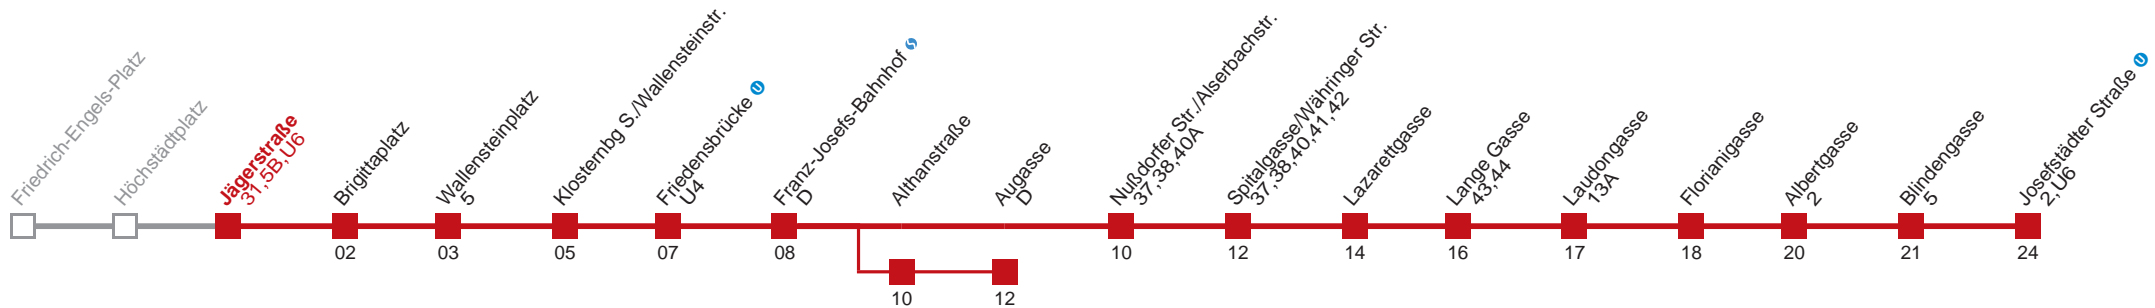 Friedrich-Engels-Platz
Höchstädtplatz
Jägerstraße
31,5B,U6
Brigittaplatz
02
Wallensteinplatz
5
03
Klosternbg S./Wallensteinstr.
05
Friedensbrücke U
U4
07
Franz-Josefs-Bahnhof S
D
08
Althanstraße
10
Augasse
D
12
Nußdorfer Str./Alserbachstr.
37,38,40A
10
Spitalgasse/Währinger Str.
37,38,40,41,42
12
Lazarettgasse
14
Lange Gasse
43,44
16
Laudongasse
13A
17
Florianigasse
18
Albertgasse
2
20
Blindengasse
5
21
Josefstädter Straße U
2,U6
24